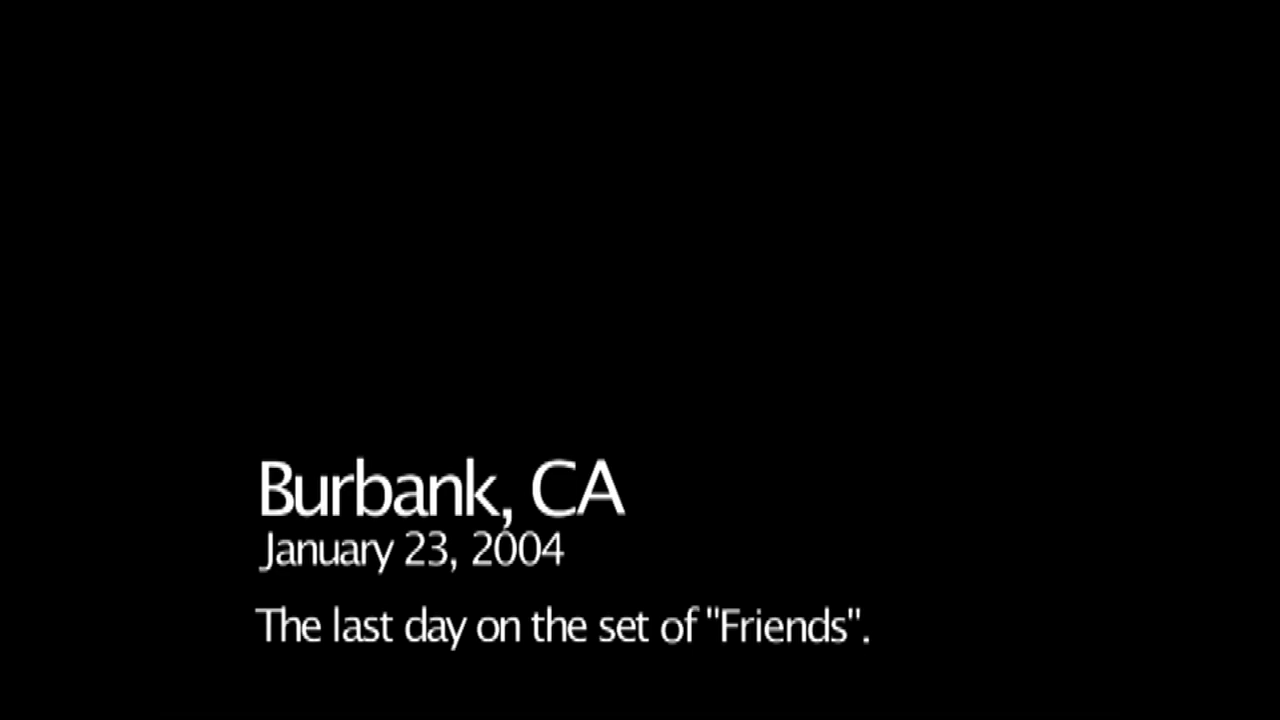 Burbank, CA
January 23, 2004
The last day on the set of "Friends".